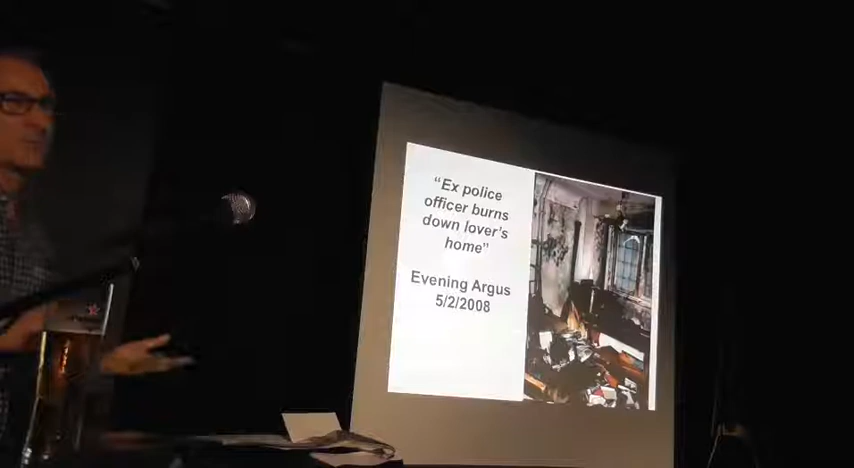 “Ex police
officer burns
down lover’s
home”
Evening Argus
5/2/2008